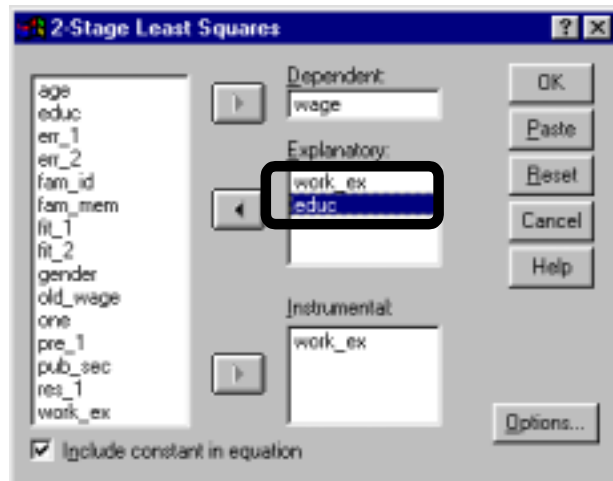 2-Stage Least Squares
age
educ
err_1
err_2
fam_id
fam_mem
fit_1
fit_2
gender
old_wage
one
pre_1
pub_sec
res_1
work_ex
Include constant in equation
Dependent:
wage
Explanatory:
work_ex
educ
Instrumental:
work_ex
OK
Paste
Reset
Cancel
Help
Options...